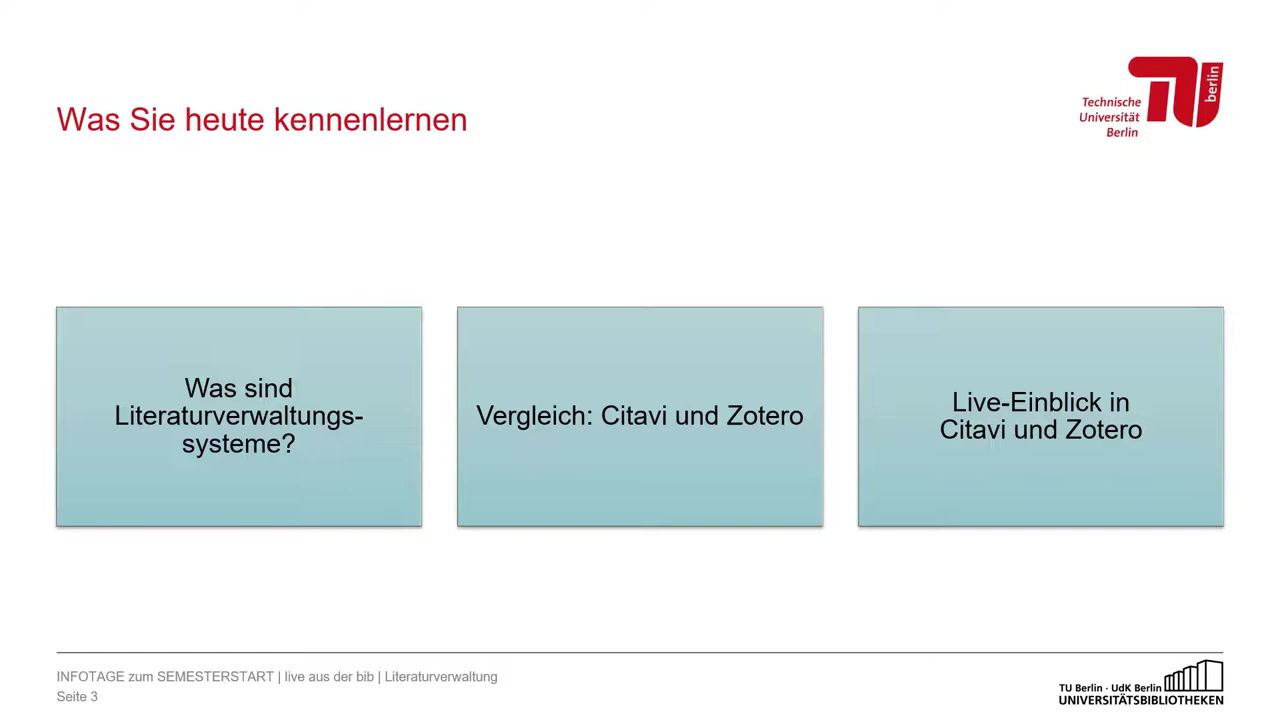 Was Sie heute kennenlernen
Technische
Universität
Berlin
berlin
Was sind
Literaturverwaltungs-
systeme?
Vergleich: Citavi und Zotero
Live-Einblick in
Citavi und Zotero
INFOTAGE zum SEMESTERSTART | live aus der bib | Literaturverwaltung
Seite 3
TU Berlin · UdK Berlin
UNIVERSITÄTSBIBLIOTHEKEN